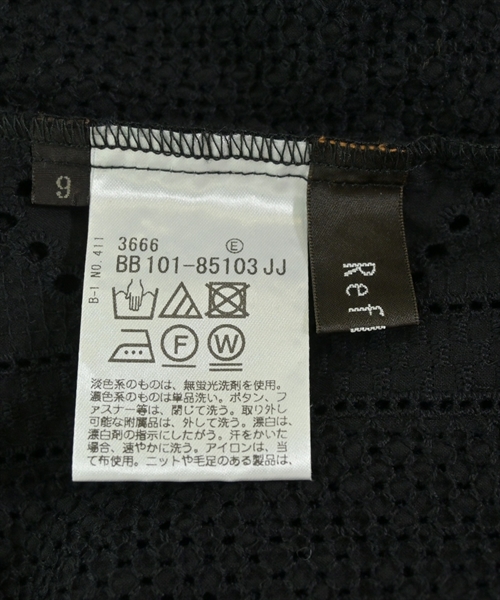 9
B-1 NO.411
3666 E
BB101-85103JJ
F W
淡色系のものは、無蛍光洗剤を使用。
濃色系のものは単品洗い。ボタン、フ
ァスナー等は、閉じて洗う。取り外し
可能な附属品は、外して洗う。漂白は、
漂白剤の指示にしたがう。汗をかいた
場合、速やかに洗う。アイロンは、当
て布使用。ニットや毛足のある製品は、
Ref